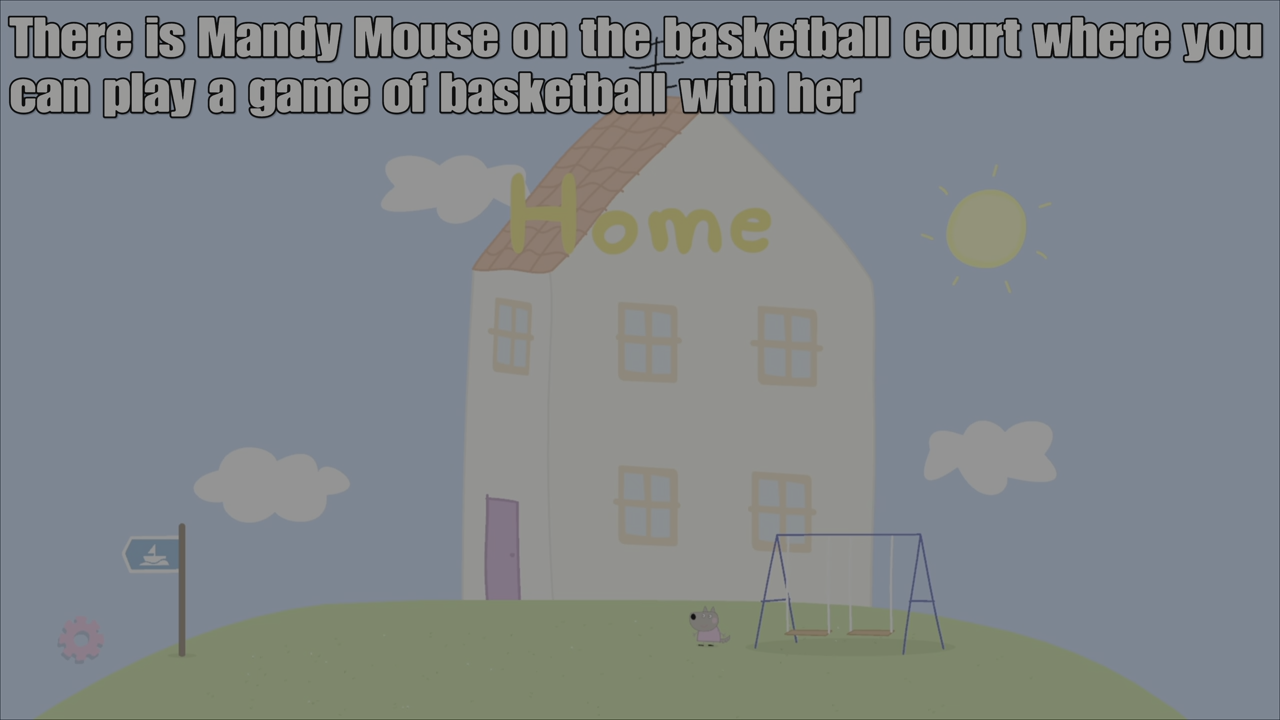 There is Mandy Mouse on the basketball court where you
can play a game of basketball with her
Home